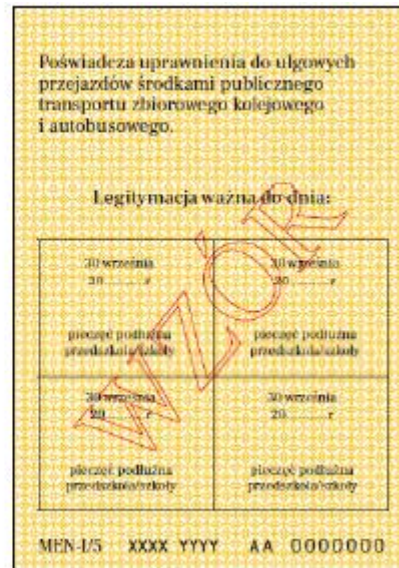 Poświadcza uprawnienia do ulgowych
przejazdów środkami publicznego
transportu zbiorowego kolejowego
i autobusowego.
Legitymacja ważna do dnia:
30 września 30 września
20............r 20............r
pieczęć podłużna pieczęć podłużna
przedszkola/szkoły przedszkola/szkoły
30 września 30 września
20............r 20............r
pieczęć podłużna pieczęć podłużna
przedszkola/szkoły przedszkola/szkoły
WZÓR
MEN-I/5 XXXX YYYY AA 0000000